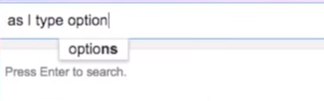 as I type option
options
Press Enter to search.